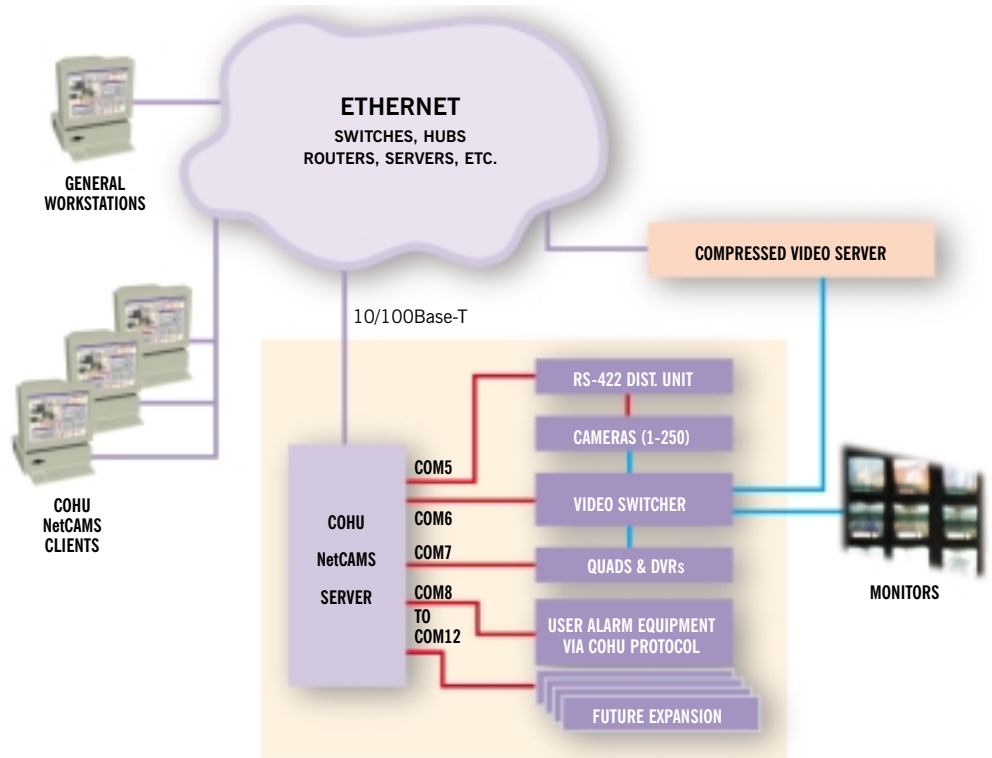 ETHERNET
SWITCHES, HUBS
ROUTERS, SERVERS, ETC.
GENERAL
WORKSTATIONS
COMPRESSED VIDEO SERVER
10/100Base-T
RS-422 DIST. UNIT
CAMERAS (1-250)
COM5
VIDEO SWITCHER
COM6
COHU
NetCAMS
SERVER
COM7
QUADS & DVRs
COM8
TO
COM12
USER ALARM EQUIPMENT
VIA COHU PROTOCOL
FUTURE EXPANSION
COHU
NetCAMS
CLIENTS
MONITORS